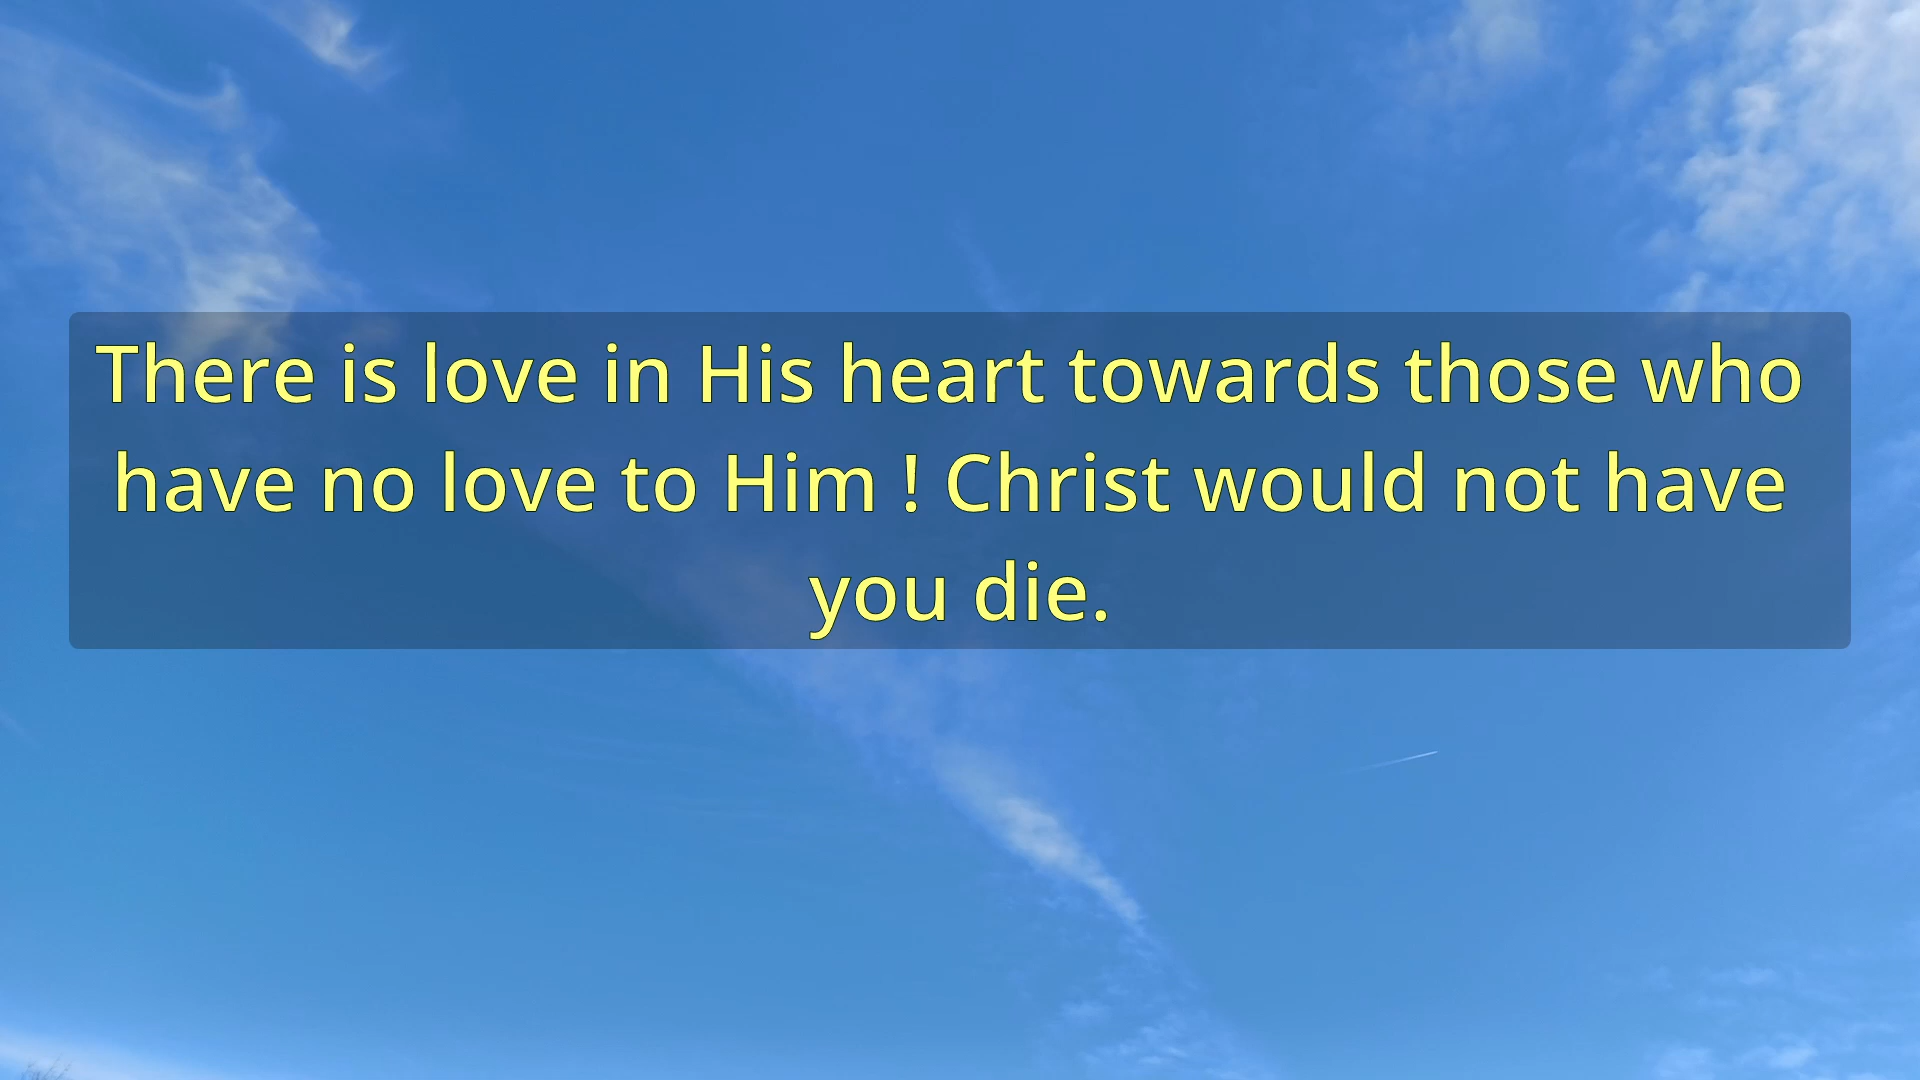 There is love in His heart towards those who
have no love to Him ! Christ would not have
you die.